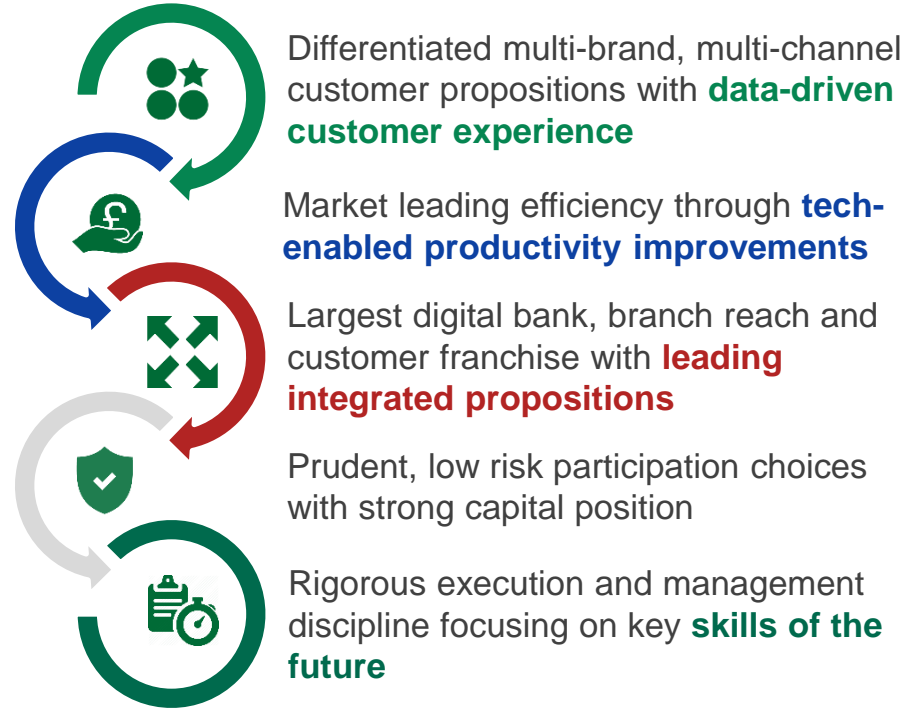 Differentiated multi-brand, multi-channel
customer propositions with data-driven
customer experience
£
Market leading efficiency through tech-
enabled productivity improvements
Largest digital bank, branch reach and
customer franchise with leading
integrated propositions
Prudent, low risk participation choices
with strong capital position
Rigorous execution and management
discipline focusing on key skills of the
future